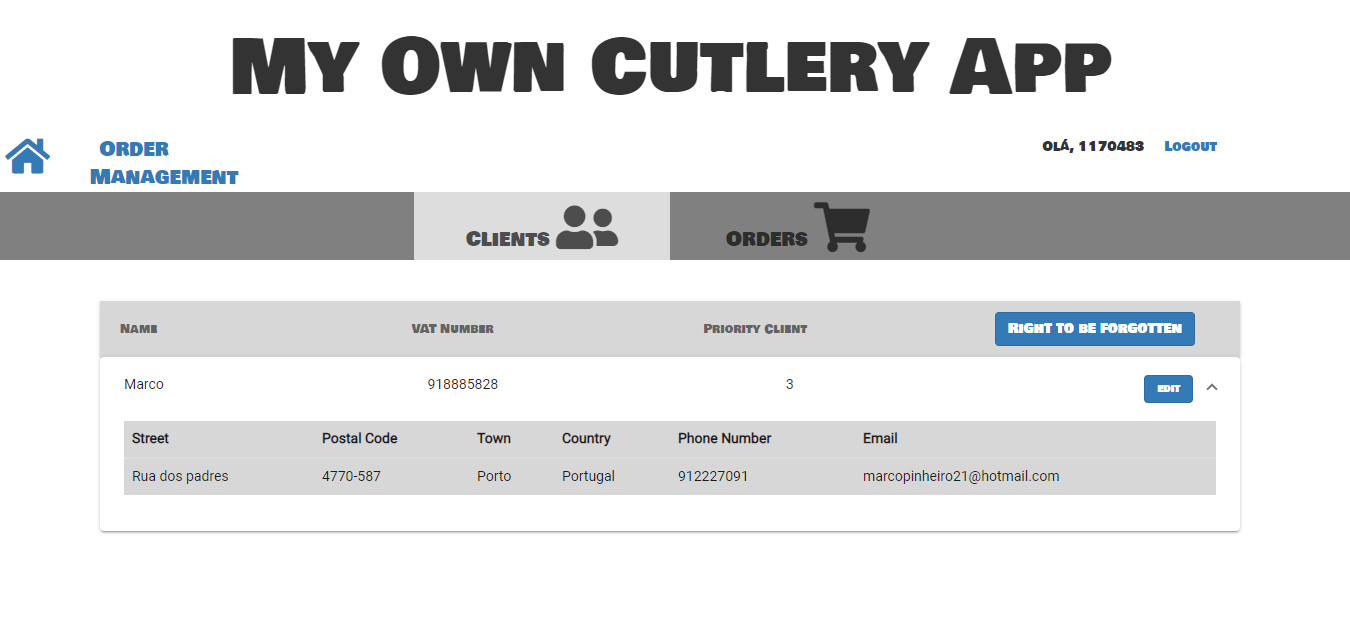 My Own Cutlery App
Order Management
Olá, 1170483 Logout
Clients Orders
Name VAT Number Priority Client Right to be Forgotten
Marco 918885828 3 Edit
Street Postal Code Town Country Phone Number Email
Rua dos padres 4770-587 Porto Portugal 912227091 marcopinheiro21@hotmail.com